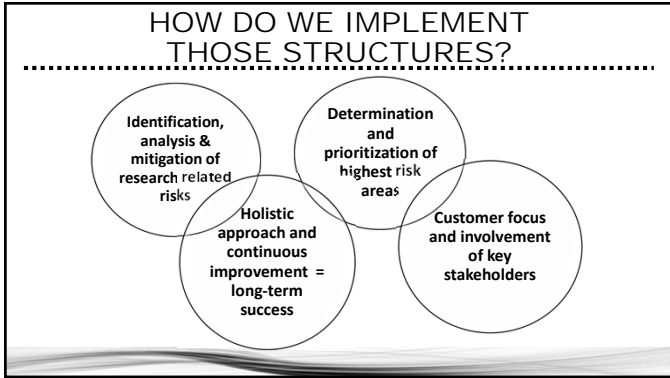 HOW DO WE IMPLEMENT
THOSE STRUCTURES?
Identification,
analysis &
mitigation of
research related
risks
Determination
and
prioritization of
highest risk
areas
Holistic
approach and
continuous
improvement =
long-term
success
Customer focus
and involvement
of key
stakeholders